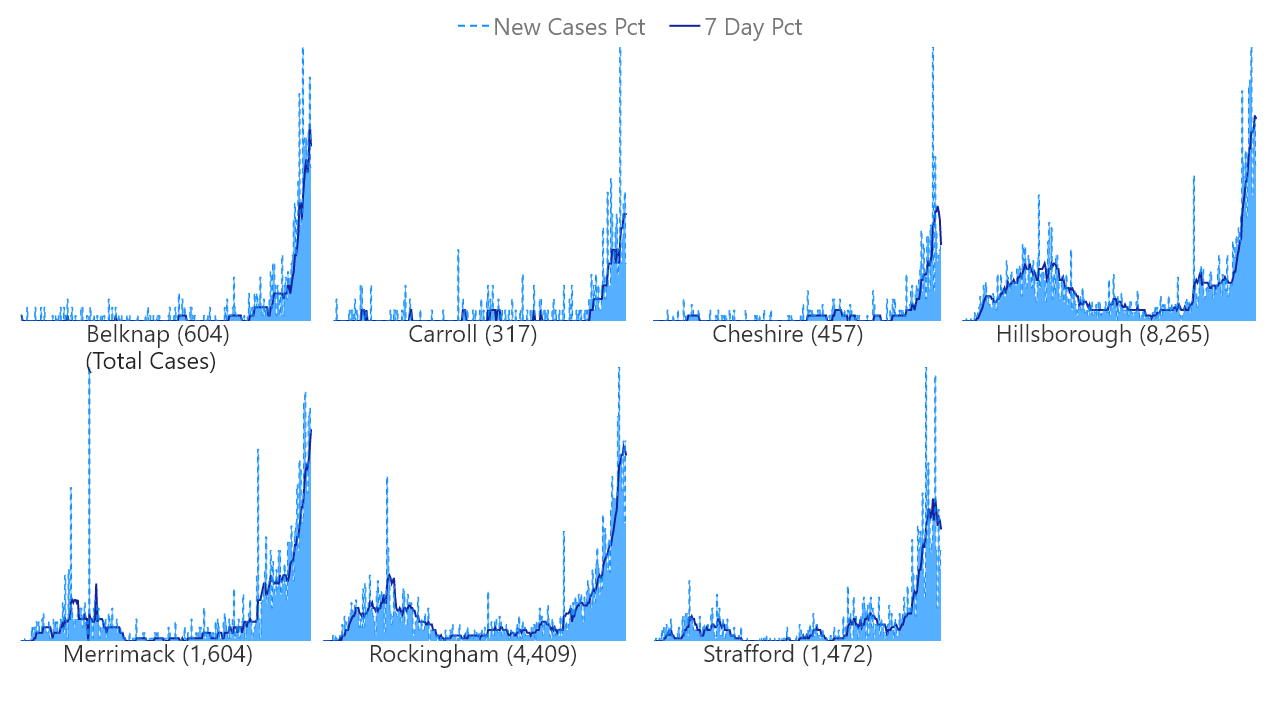 New Cases Pct 7 Day Pct
Belknap (604)
(Total Cases)
Carroll (317)
Cheshire (457)
Hillsborough (8,265)
Merrimack (1,604)
Rockingham (4,409)
Strafford (1,472)